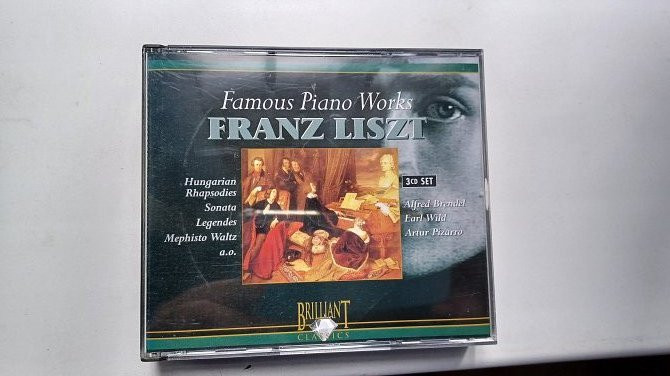 Famous Piano Works
FRANZ LISZT
Hungarian
Rhapsodies
Sonata
Legendes
Mephisto Waltz
a.o.
3CD SET
Alfred Brendel
Earl Wild
Artur Pizarro
BRILLIANT
CLASSICS